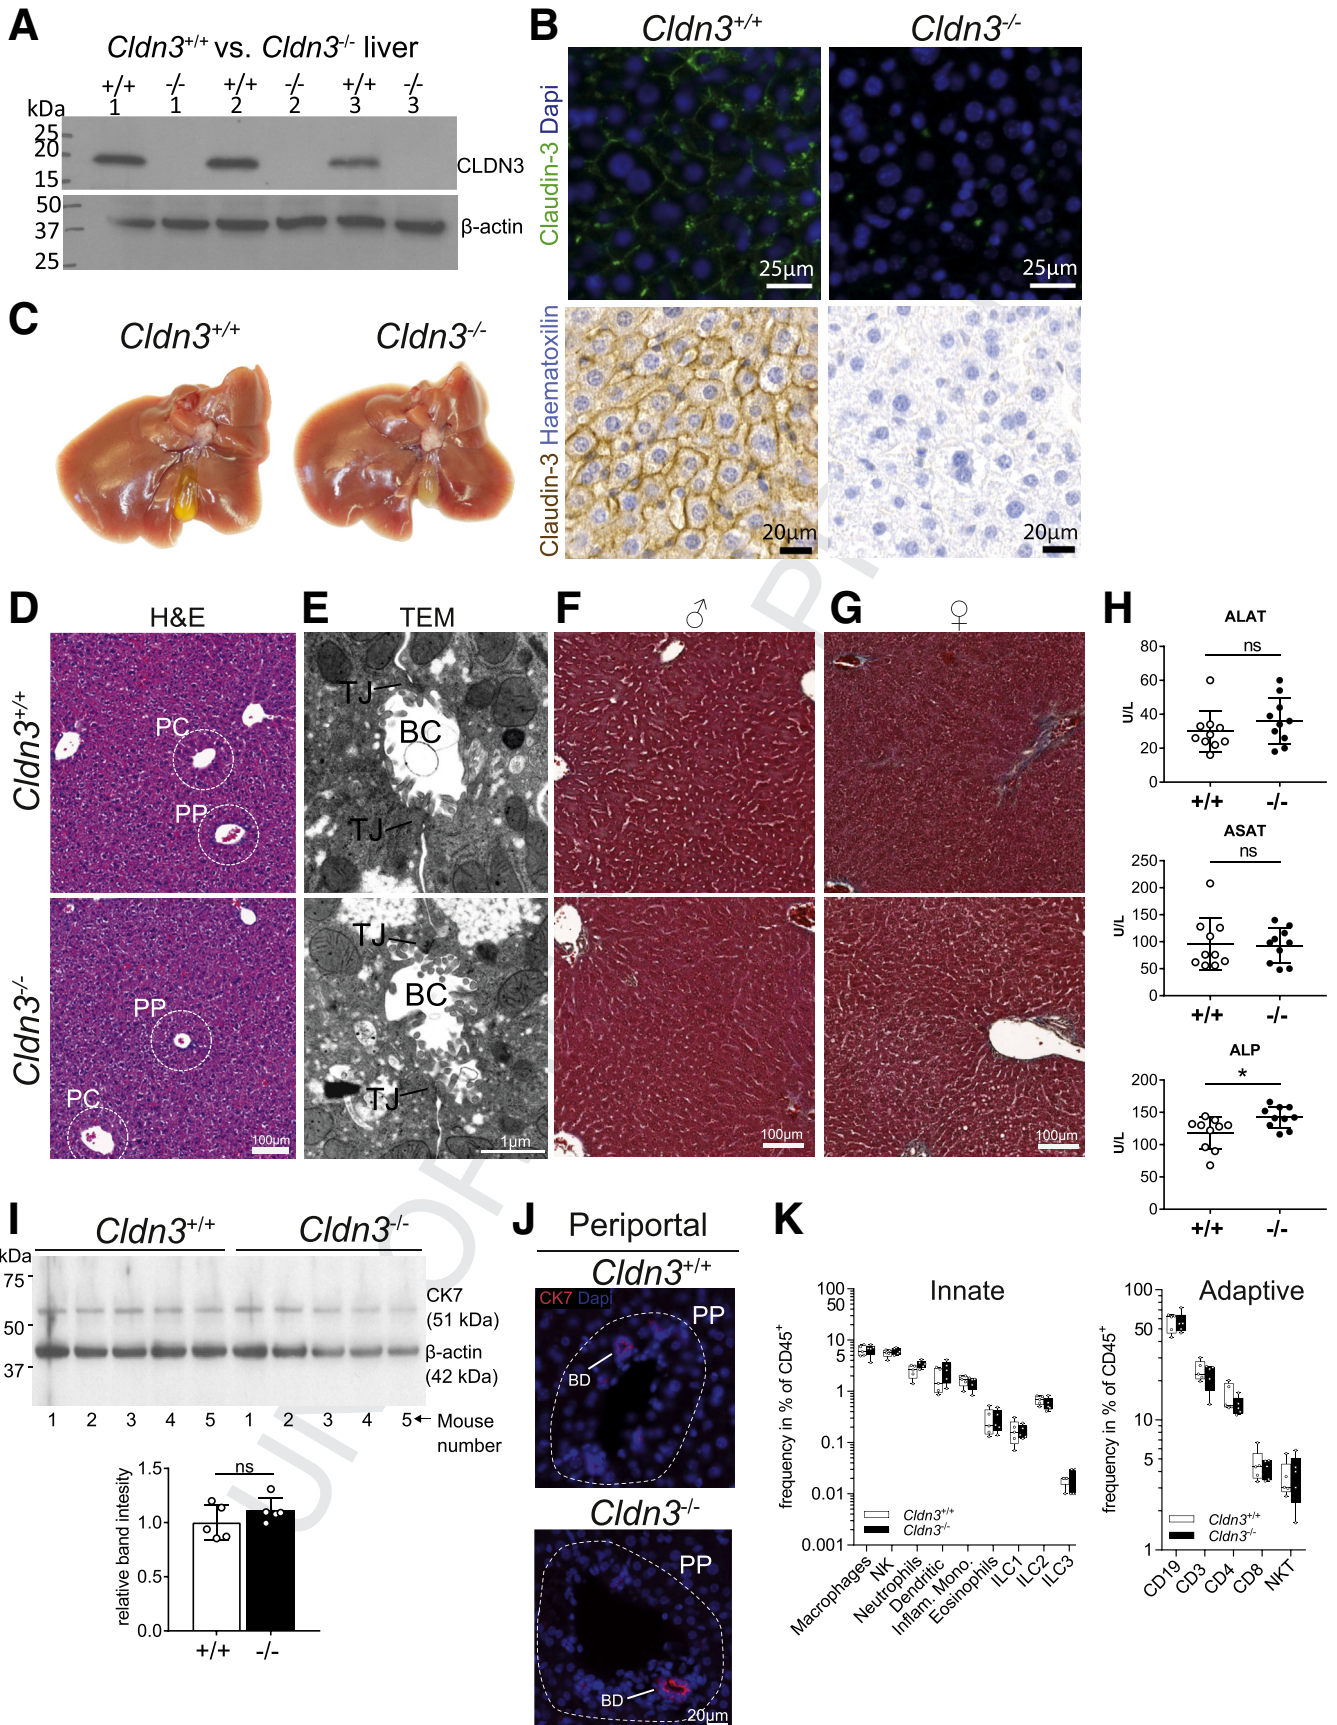 A
Cldn3+/+ vs. Cldn3-/- liver
+/+ -/- +/+ -/- +/+ -/-
kDa 1 1 2 2 3 3
25
20
15
CLDN3
50
37
25
β-actin
B
Cldn3+/+ Cldn3-/-
Claudin-3 Dapi
25µm
25µm
Claudin-3 Haematoxilin
20µm
20µm
C
Cldn3+/+ Cldn3-/-
D
H&E
E
TEM
F
♂
G
♀
Cldn3+/+
PC
PP
TJ
BC
TJ
Cldn3-/-
PP
PC
100µm
TJ
BC
TJ
1µm
100µm
100µm
H
ALAT
ns
80
60
40
20
0
U/L
+/+ -/-
ASAT
ns
250
200
150
100
50
0
U/L
+/+ -/-
ALP
*
200
150
100
50
0
U/L
+/+ -/-
I
Cldn3+/+ Cldn3-/-
kDa
75
50
37
CK7
(51 kDa)
β-actin
(42 kDa)
1 2 3 4 5 1 2 3 4 5 ← Mouse
number
ns
1.5
1.0
0.5
0.0
relative band intesity
+/+ -/-
J
Periportal
Cldn3+/+
CK7 Dapi
PP
BD
Cldn3-/-
PP
BD
20µm
K
Innate
100
10
5
1
0.1
0.01
0.001
frequency in % of CD45+
Cldn3+/+
Cldn3-/-
Macrophages
NK
Neutrophils
Dendritic
Inflam. Mono.
Eosinophils
ILC1
ILC2
ILC3
Adaptive
100
50
10
5
1
frequency in % of CD45+
Cldn3+/+
Cldn3-/-
CD19
CD3
CD4
CD8
NKT